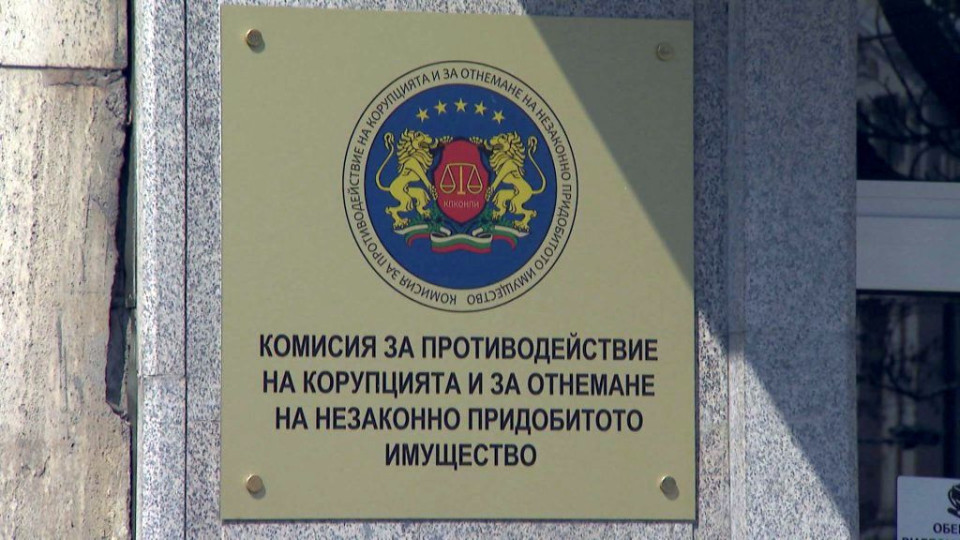 КОМИСИЯ ЗА ПРОТИВОДЕЙСТВИЕ НА КОРУПЦИЯТА И ЗА ОТНЕМАНЕ НА НЕЗАКОННО ПРИДОБИТОТО ИМУЩЕСТВО
КПКОНПИ
КОМИСИЯ ЗА ПРОТИВОДЕЙСТВИЕ
НА КОРУПЦИЯТА И ЗА ОТНЕМАНЕ
НА НЕЗАКОННО ПРИДОБИТОТО
ИМУЩЕСТВО